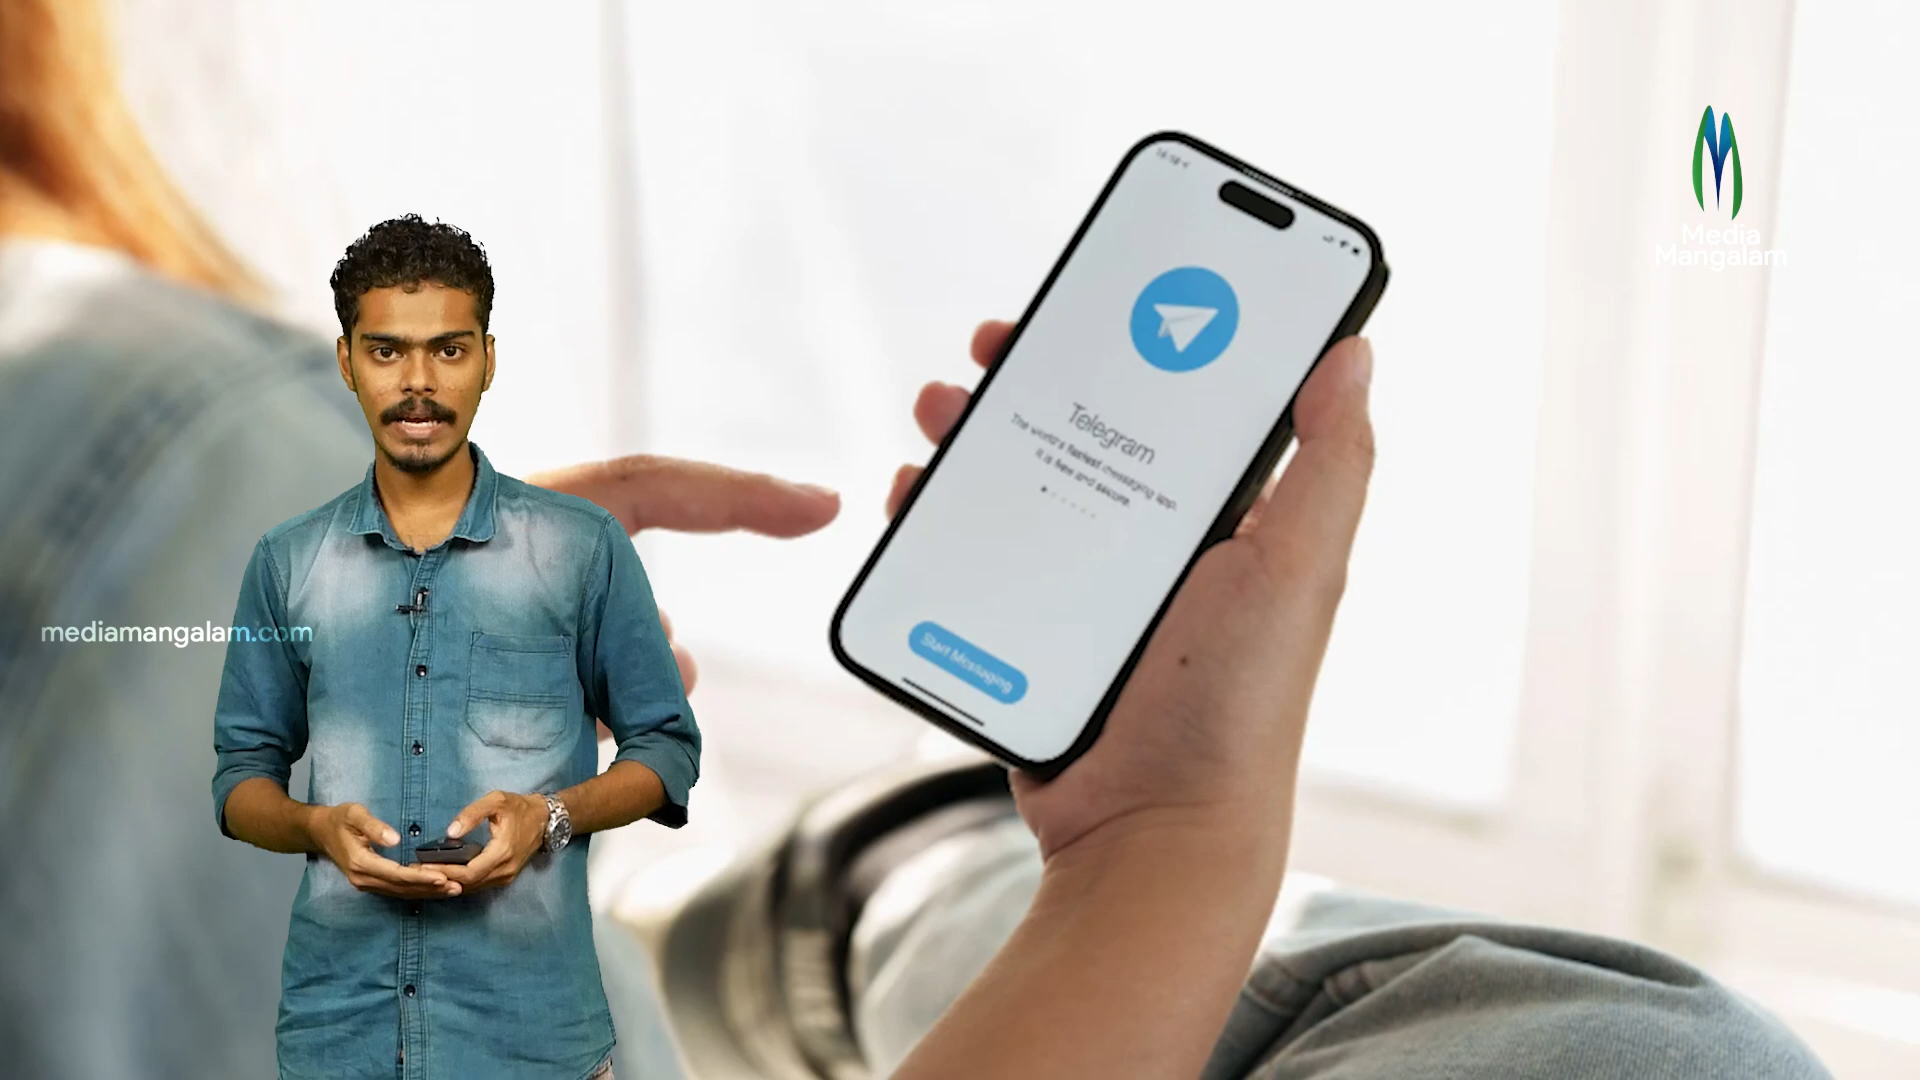 Media
Mangalam
Telegram
The world's fastest messaging app.
It is free and secure.
mediamangalam.com
Start Messaging